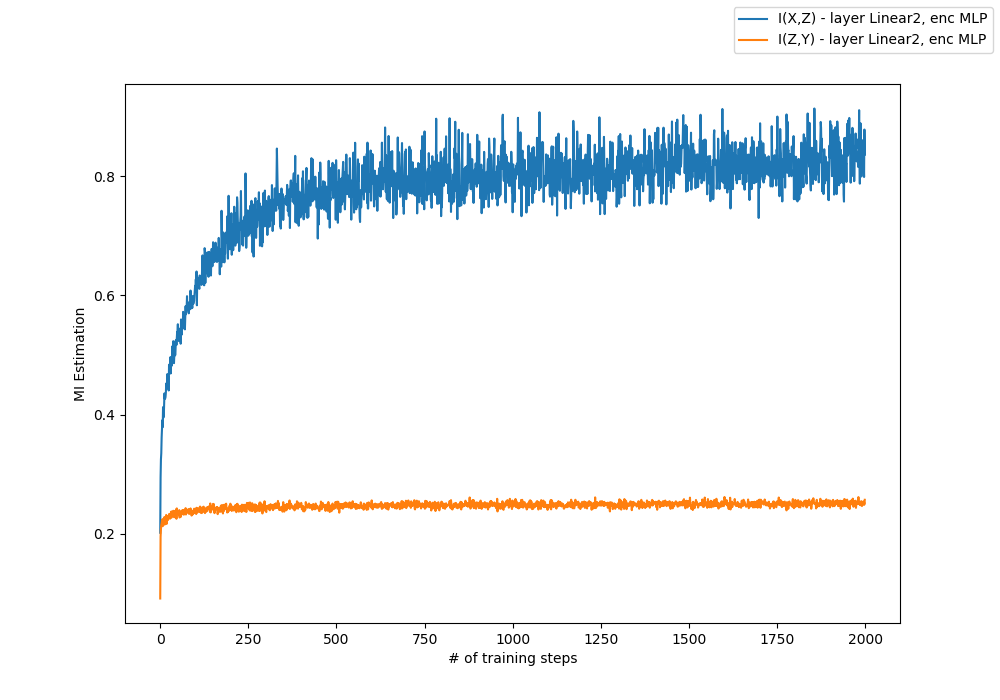 I(X,Z) - layer Linear2, enc MLP
I(Z,Y) - layer Linear2, enc MLP
0.8
0.6
0.4
0.2
MI Estimation
0 250 500 750 1000 1250 1500 1750 2000
# of training steps